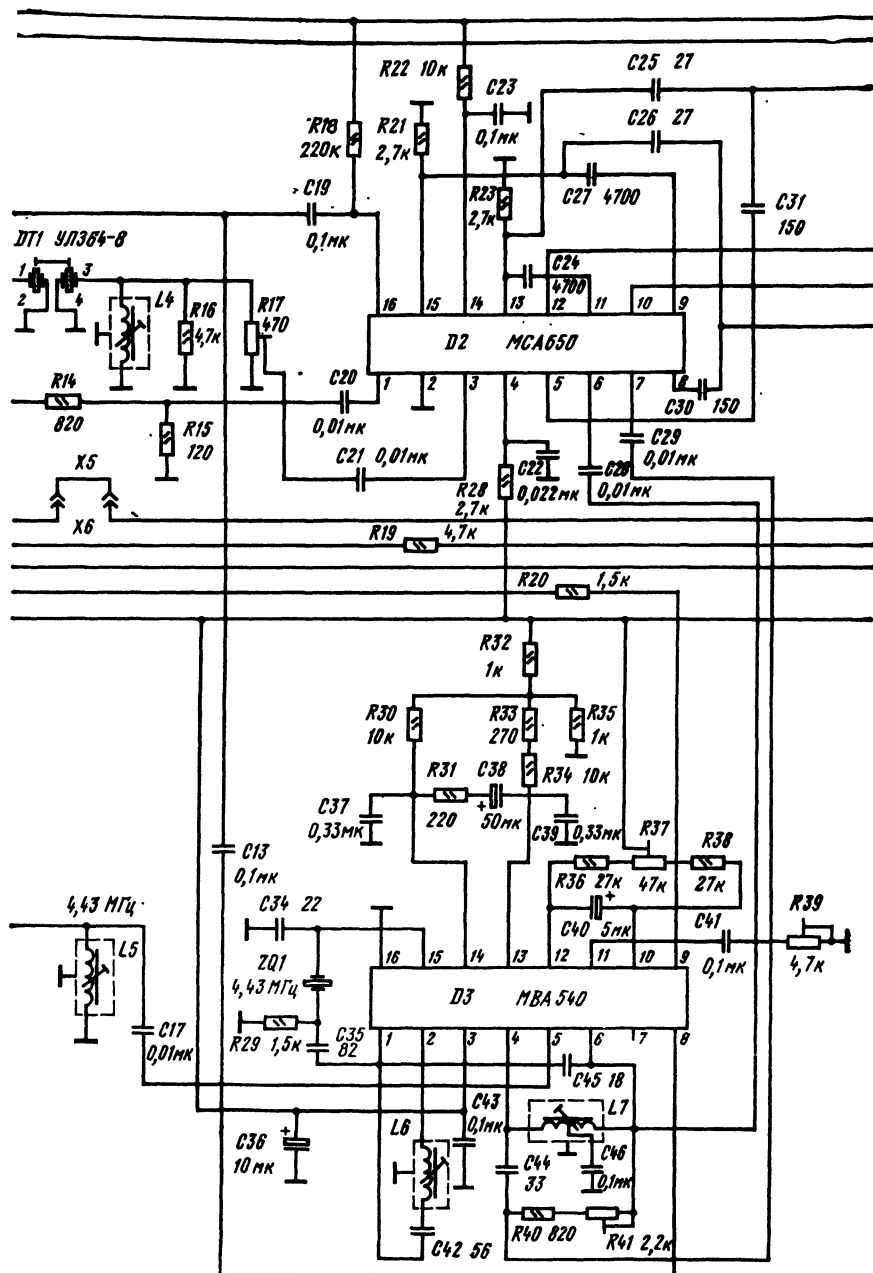 R22 10к
C23
C25 27
R18
220к
R21
2,7к
0,1мк
C26 27
C19
R23
2,7к
C27 4700
C31
150
0,1мк
DT1 УЛЗ64-8
C24
4700
1
3
2
4
L4
R16
4,7к
R17
470
16
15
14
13
12
11
10
9
D2 МСА650
R14
820
C20
0,01мк
1
2
3
4
5
6
7
8
C30 150
R15
120
C21 0,01мк
C29
0,01мк
X5
R28
2,7к
C22
0,022мк
C28
0,01мк
X6
R19 4,7к
R20 1,5к
R32
1к
R30
10к
R33
270
R35
1к
R31
220
C38
50мк
+
R34 10к
C37
0,33мк
C39
0,33мк
R37
47к
R38
27к
C13
0,1мк
R36 27к
C40 5мк
+
C41
0,1мк
R39
4,7к
4,43 МГц
L5
C34 22
ZQ1
4,43 МГц
16
15
14
13
12
11
10
9
D3 МВА540
C17
0,01мк
R29 1,5к
C35
82
1
2
3
4
5
6
7
8
C45 18
C43
0,1мк
L7
+
C36
10мк
L6
C44
33
C46
0,1мк
C42 56
R40 820
R41 2,2к